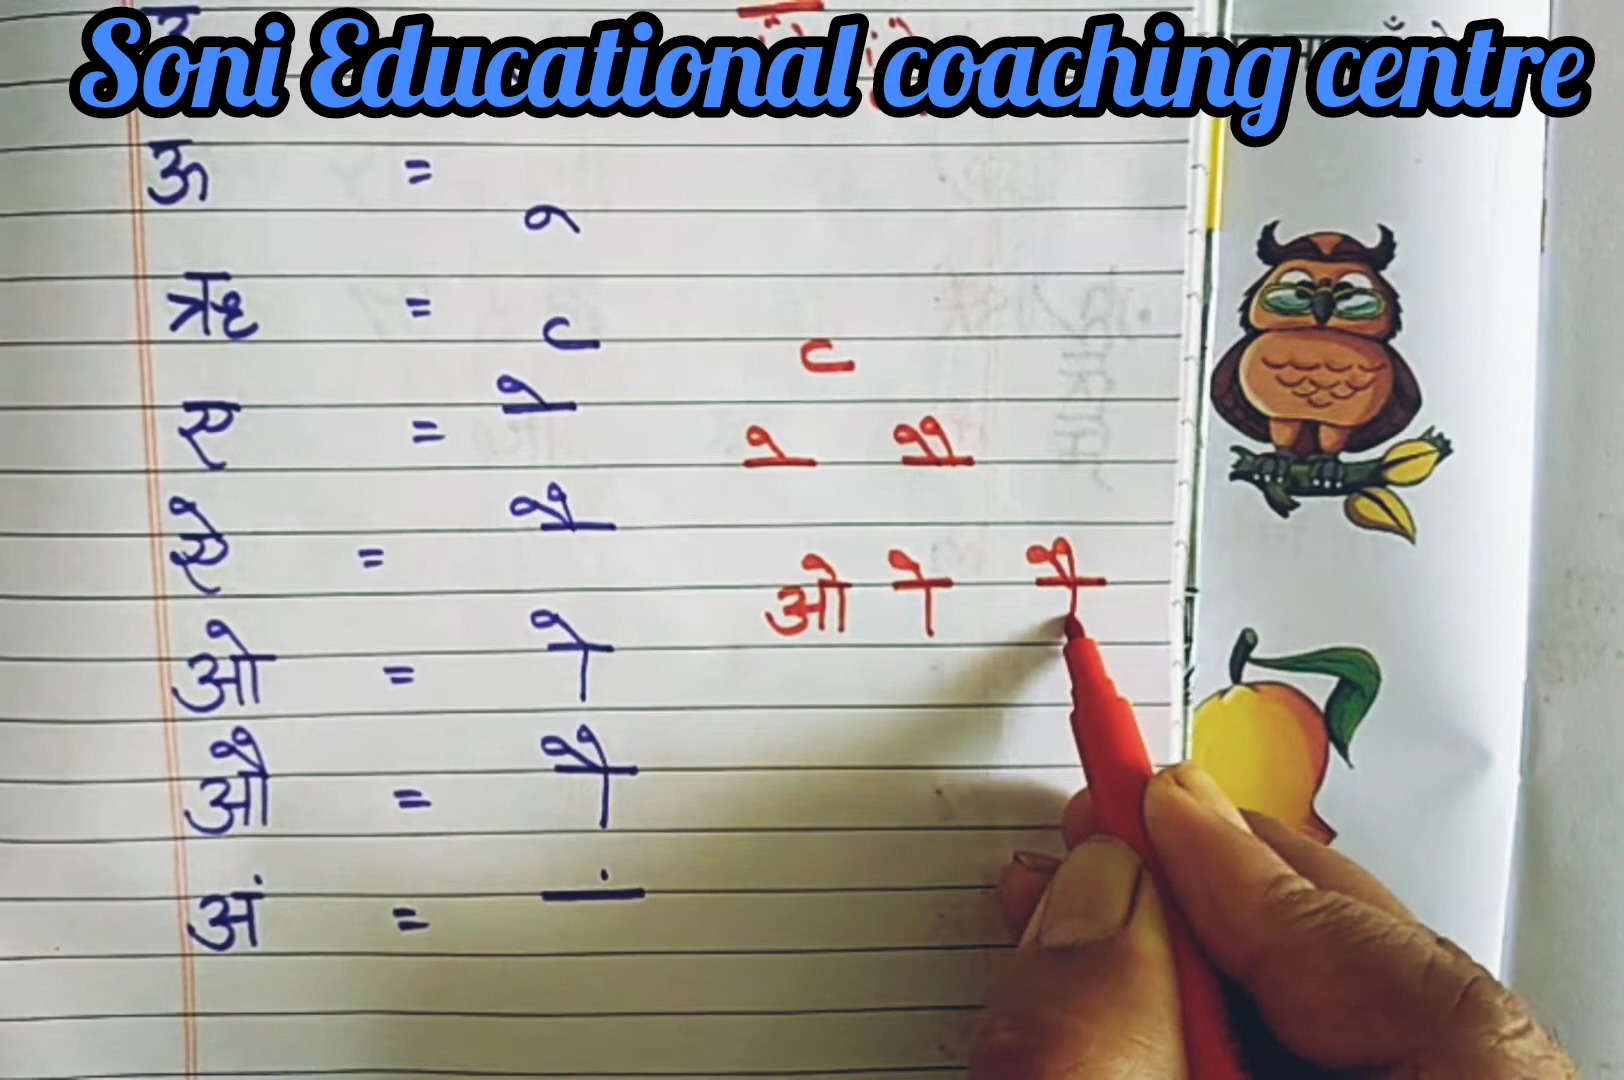 Soni Educational coaching centre
ऊ = ू
ऋ = ृ ृ
ए = े े ै
ऐ = ै
ओ ो ौ
ओ = ो
औ = ौ
अं = ं